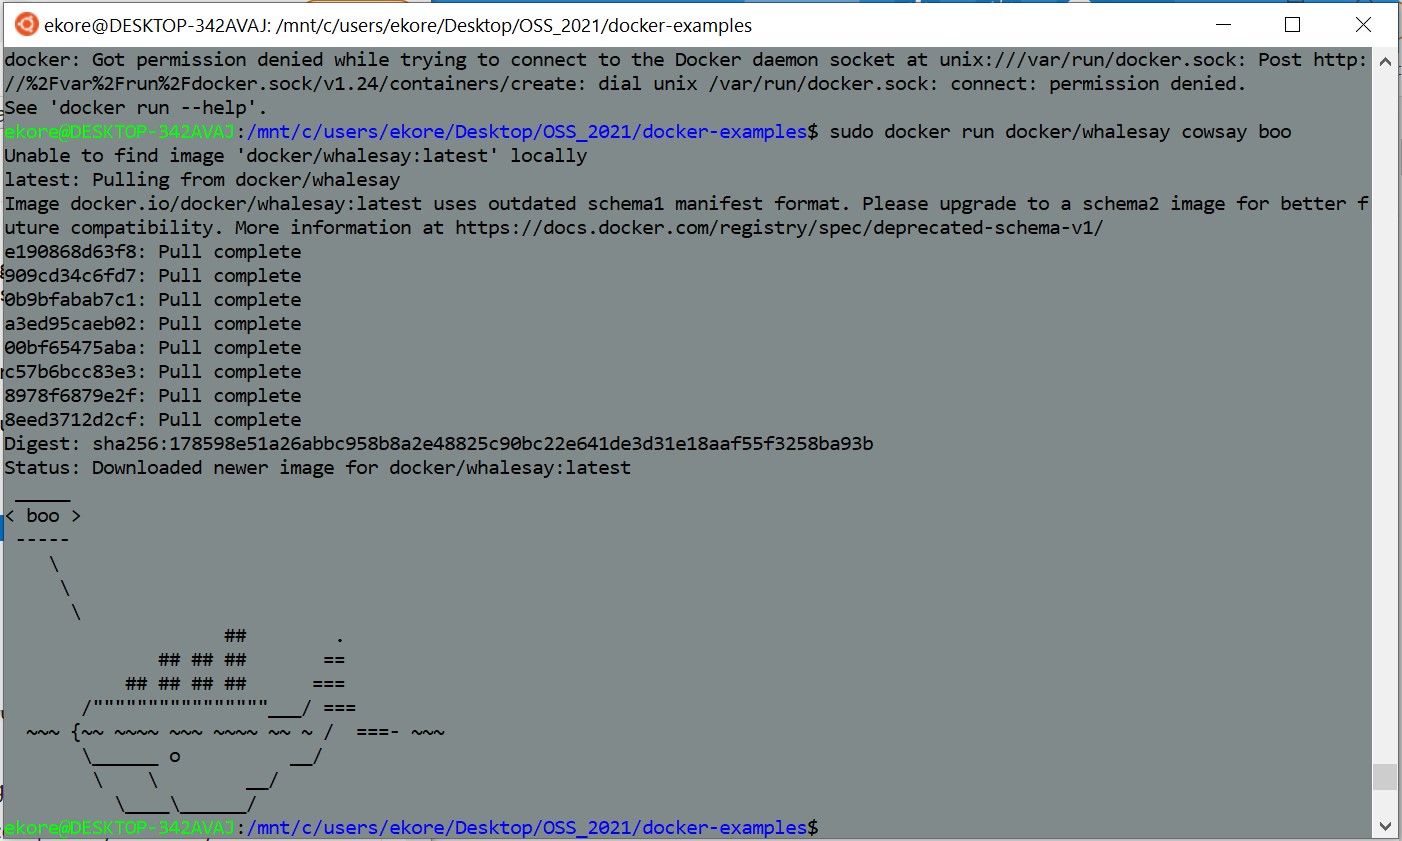 ekore@DESKTOP-342AVAJ: /mnt/c/users/ekore/Desktop/OSS_2021/docker-examples
docker: Got permission denied while trying to connect to the Docker daemon socket at unix:///var/run/docker.sock: Post http:
//%2Fvar%2Frun%2Fdocker.sock/v1.24/containers/create: dial unix /var/run/docker.sock: connect: permission denied.
See 'docker run --help'.
ekore@DESKTOP-342AVAJ:/mnt/c/users/ekore/Desktop/OSS_2021/docker-examples$ sudo docker run docker/whalesay cowsay boo
Unable to find image 'docker/whalesay:latest' locally
latest: Pulling from docker/whalesay
Image docker.io/docker/whalesay:latest uses outdated schema1 manifest format. Please upgrade to a schema2 image for better f
uture compatibility. More information at https://docs.docker.com/registry/spec/deprecated-schema-v1/
e190868d63f8: Pull complete
909cd34c6fd7: Pull complete
0b9bfabab7c1: Pull complete
a3ed95caeb02: Pull complete
00bf65475aba: Pull complete
c57b6bcc83e3: Pull complete
8978f6879e2f: Pull complete
8eed3712d2cf: Pull complete
Digest: sha256:178598e51a26abbc958b8a2e48825c90bc22e641de3d31e18aaf55f3258ba93b
Status: Downloaded newer image for docker/whalesay:latest
 _____
< boo >
 -----
    \
     \
      \
                    ##        .
              ## ## ##       ==
           ## ## ## ##      ===
       /""""""""""""""""___/ ===
  ~~~ {~~ ~~~~ ~~~ ~~~~ ~~ ~ /  ===- ~~~
       \______ o          __/
        \    \        __/
          \____\______/
ekore@DESKTOP-342AVAJ:/mnt/c/users/ekore/Desktop/OSS_2021/docker-examples$